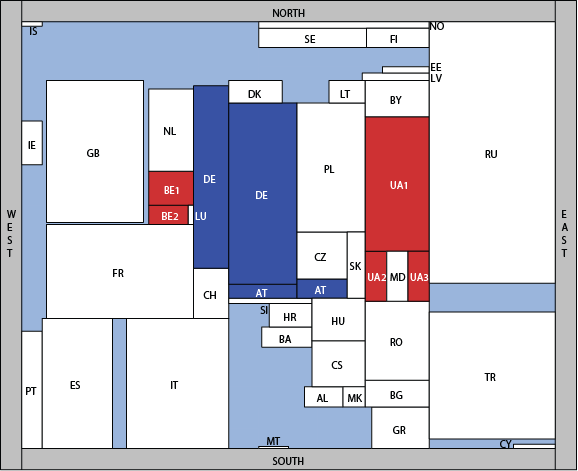 NORTH
IS
NO
SE
FI
EE
LV
DK
LT
BY
NL
IE
GB
DE
DE
PL
UA1
RU
BE1
BE2
LU
W
E
S
T
E
A
S
T
CZ
SK
UA2
MD
UA3
FR
CH
AT
AT
SI
HR
HU
BA
RO
CS
PT
ES
IT
TR
AL
MK
BG
GR
MT
CY
SOUTH